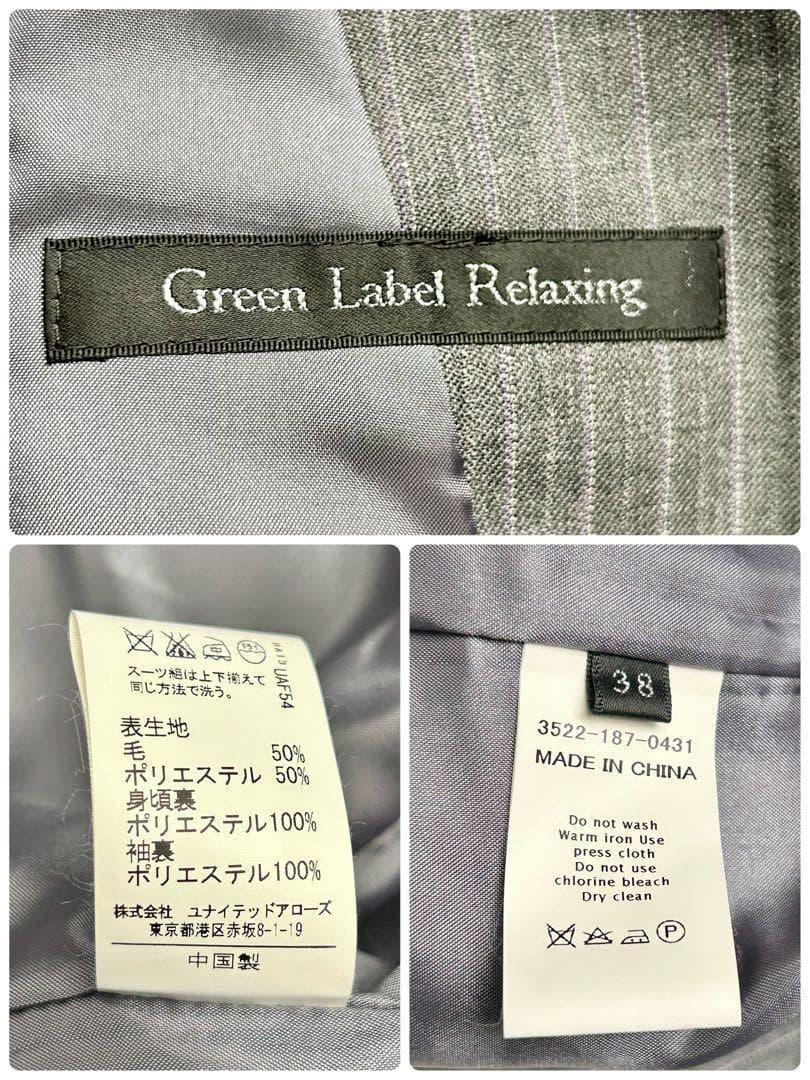 Green Label Relaxing
UAF54
スーツ組は上下揃えて
同じ方法で洗う。
表生地
毛 50%
ポリエステル 50%
身頃裏
ポリエステル100%
袖裏
ポリエステル100%
株式会社 ユナイテッドアローズ
東京都港区赤坂8-1-19
中国製
38
3522-187-0431
MADE IN CHINA
Do not wash
Warm iron Use
press cloth
Do not use
chlorine bleach
Dry clean
P